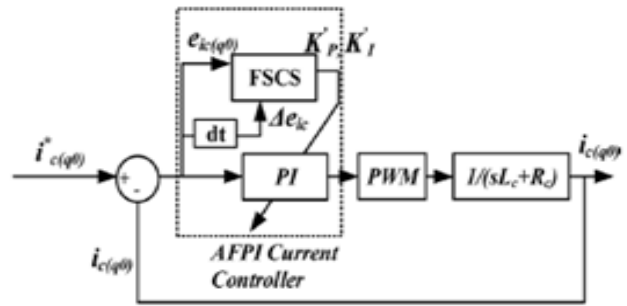 e_ic(q0)
K'_P, K'_I
FSCS
dt
Δe_ic
i*_c(q0)
+
-
PI
PWM
1/(sL_c+R_c)
i_c(q0)
i_c(q0)
AFPI Current
Controller